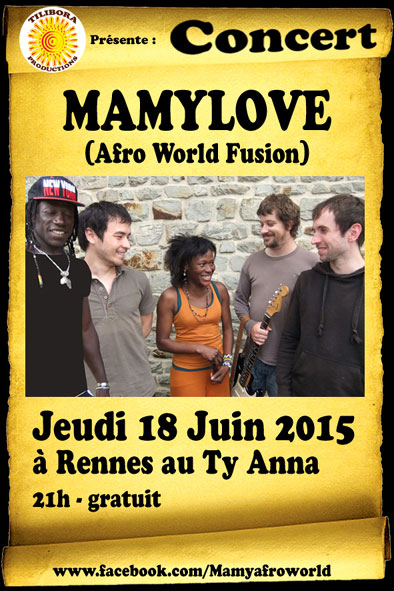 TILIBORA
PRODUCTIONS
Présente :
Concert
MAMYLOVE
(Afro World Fusion)
NEW YORK
Jeudi 18 Juin 2015
à Rennes au Ty Anna
21h - gratuit
www.facebook.com/Mamyafroworld